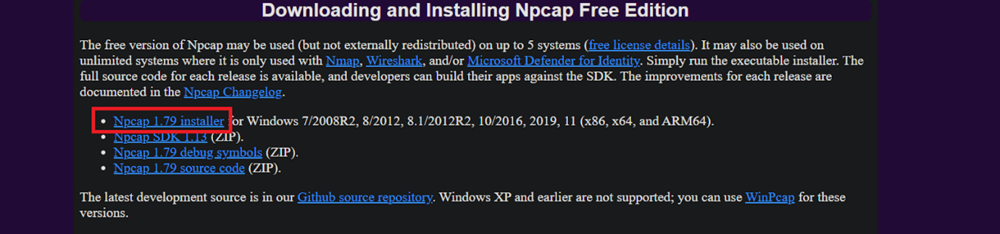 Downloading and Installing Npcap Free Edition
The free version of Npcap may be used (but not externally redistributed) on up to 5 systems (free license details). It may also be used on
unlimited systems where it is only used with Nmap, Wireshark, and/or Microsoft Defender for Identity. Simply run the executable installer. The
full source code for each release is available, and developers can build their apps against the SDK. The improvements for each release are
documented in the Npcap Changelog.
• Npcap 1.79 installer for Windows 7/2008R2, 8/2012, 8.1/2012R2, 10/2016, 2019, 11 (x86, x64, and ARM64).
• Npcap SDK 1.13 (ZIP).
• Npcap 1.79 debug symbols (ZIP).
• Npcap 1.79 source code (ZIP).
The latest development source is in our Github source repository. Windows XP and earlier are not supported; you can use WinPcap for these
versions.